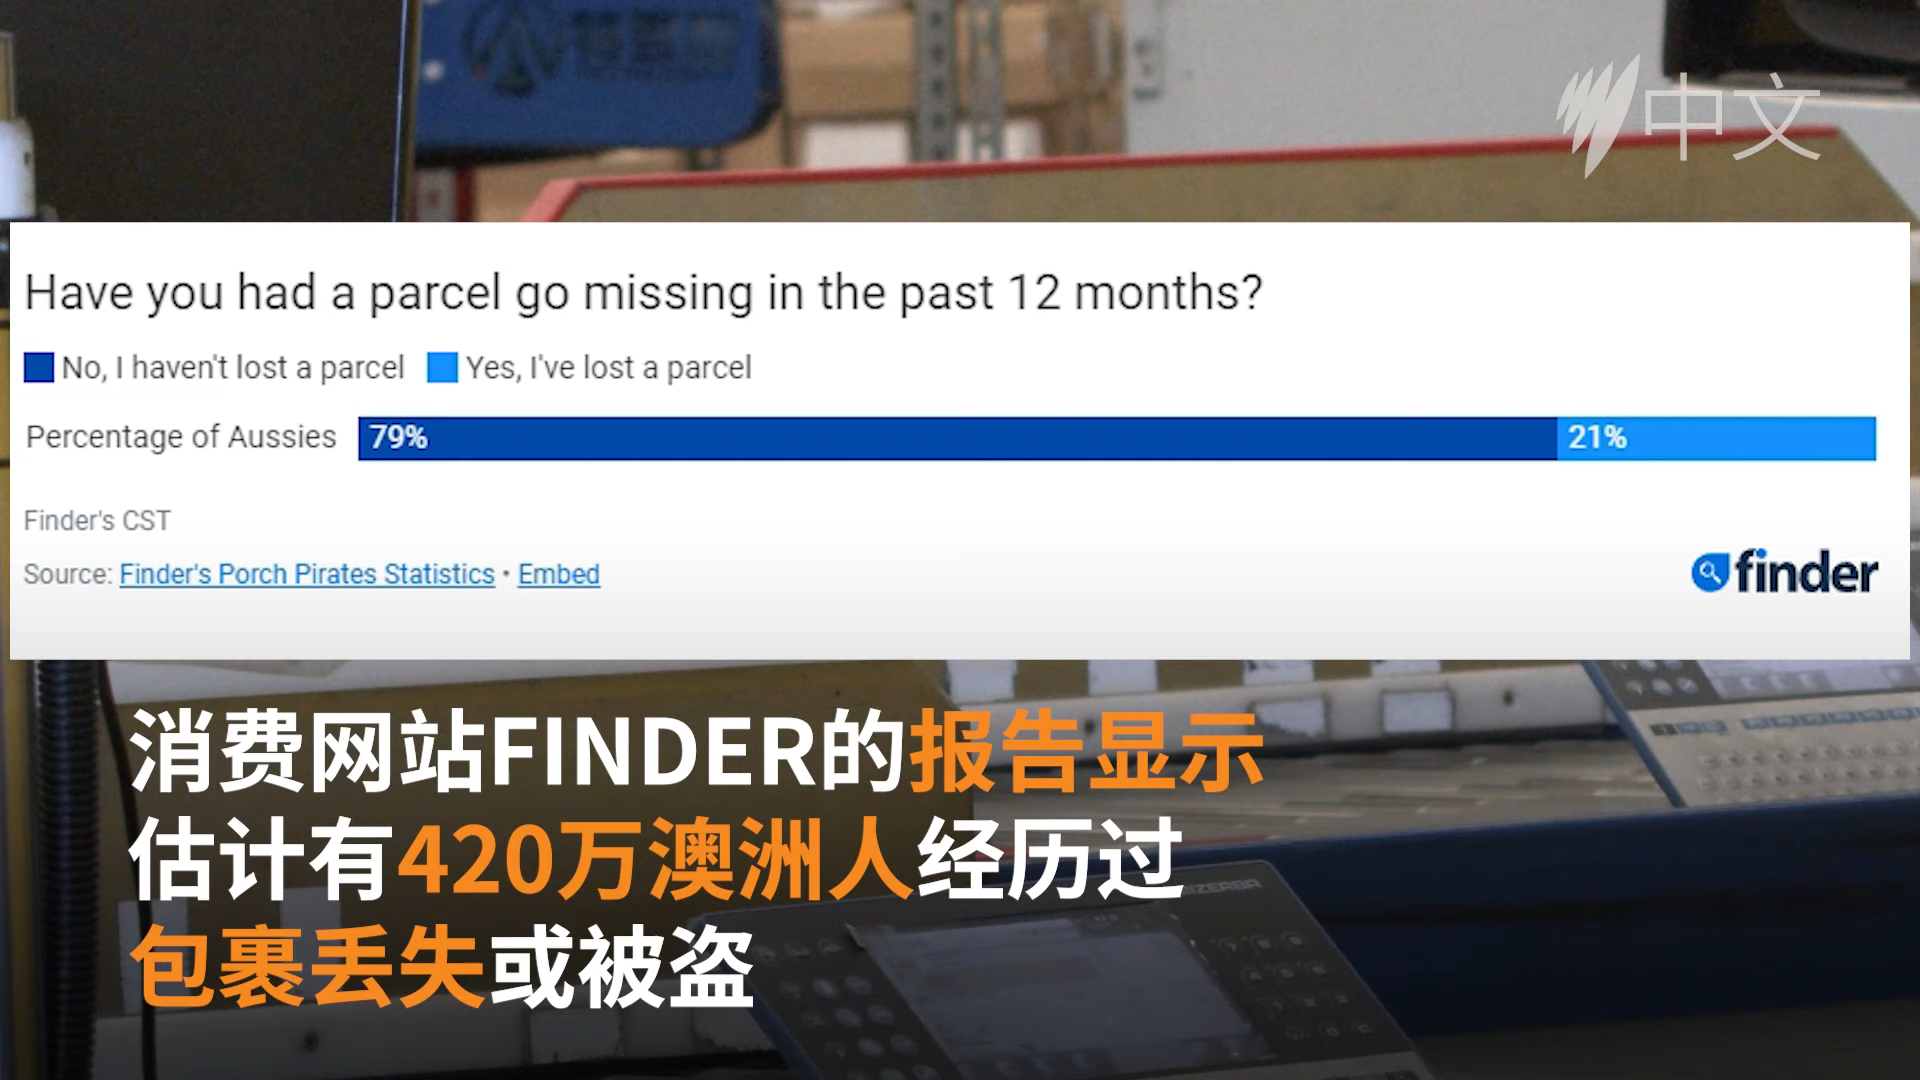 中文
Have you had a parcel go missing in the past 12 months?
No, I haven't lost a parcel Yes, I've lost a parcel
Percentage of Aussies 79% 21%
Finder's CST
Source: Finder's Porch Pirates Statistics • Embed
finder
消费网站FINDER的报告显示
估计有420万澳洲人经历过
包裹丢失或被盗